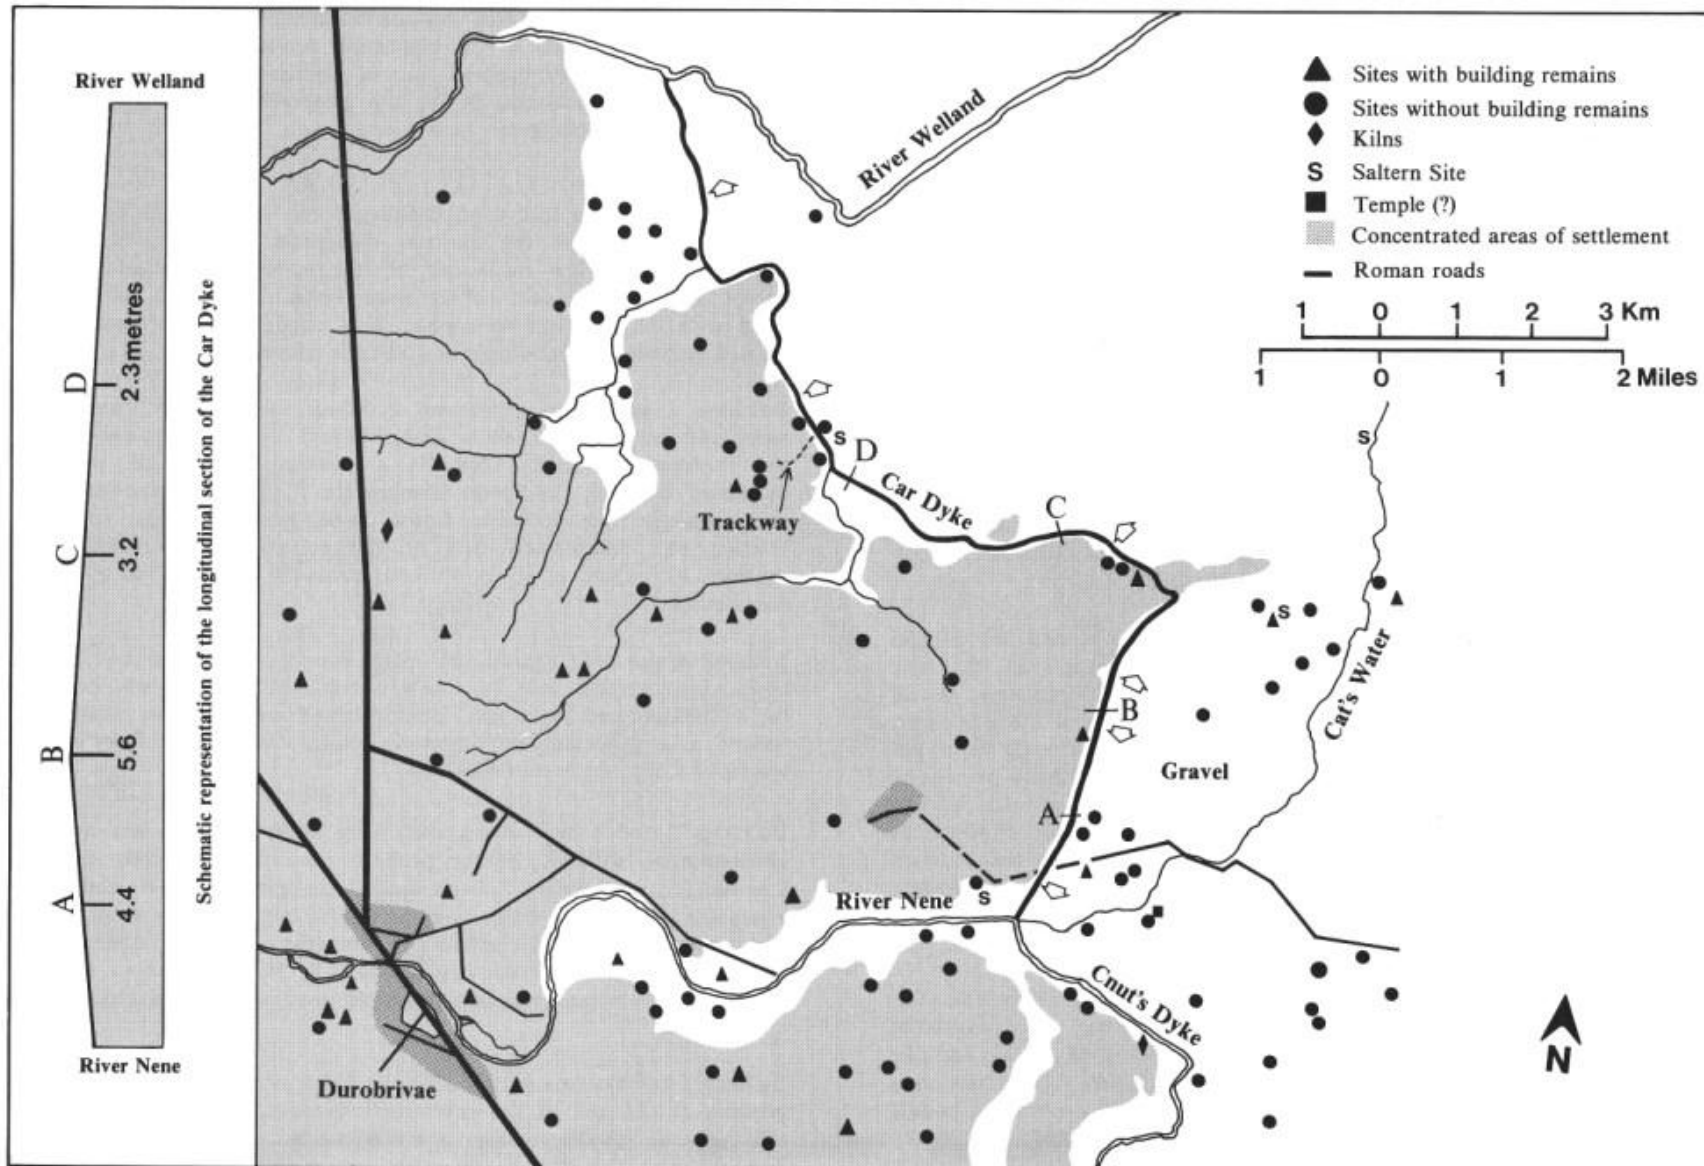 River Welland
D
2.3metres
C
3.2
B
5.6
A
4.4
River Nene
Schematic representation of the longitudinal section of the Car Dyke
River Welland
Sites with building remains
Sites without building remains
Kilns
S Saltern Site
Temple (?)
Concentrated areas of settlement
Roman roads
1 0 1 2 3 Km
1 0 1 2 Miles
S
S
D
Car Dyke
C
Trackway
S
Cat's Water
B
Gravel
A
River Nene
S
Cnut's Dyke
Durobrivae
N